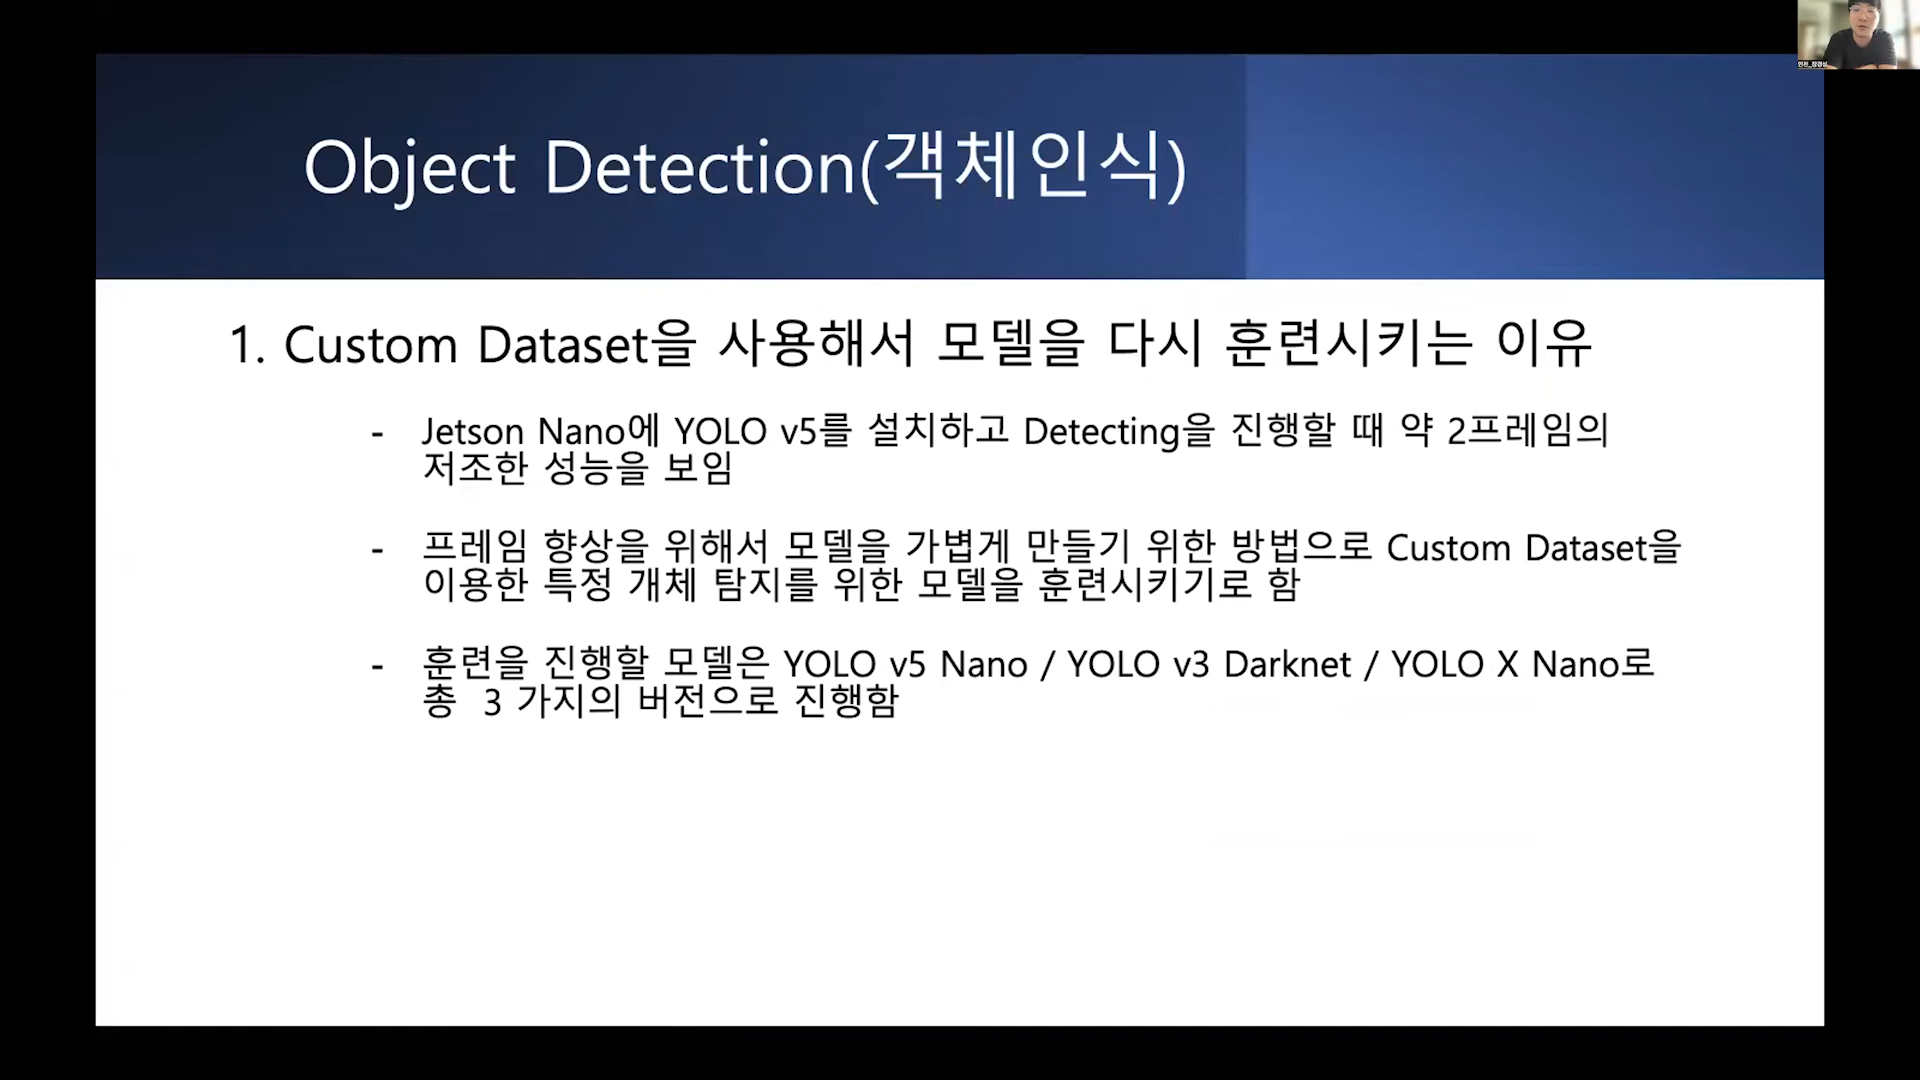 Object Detection(객체인식)
1. Custom Dataset을 사용해서 모델을 다시 훈련시키는 이유
- Jetson Nano에 YOLO v5를 설치하고 Detecting을 진행할 때 약 2프레임의
저조한 성능을 보임
- 프레임 향상을 위해서 모델을 가볍게 만들기 위한 방법으로 Custom Dataset을
이용한 특정 개체 탐지를 위한 모델을 훈련시키기로 함
- 훈련을 진행할 모델은 YOLO v5 Nano / YOLO v3 Darknet / YOLO X Nano로
총 3 가지의 버전으로 진행함